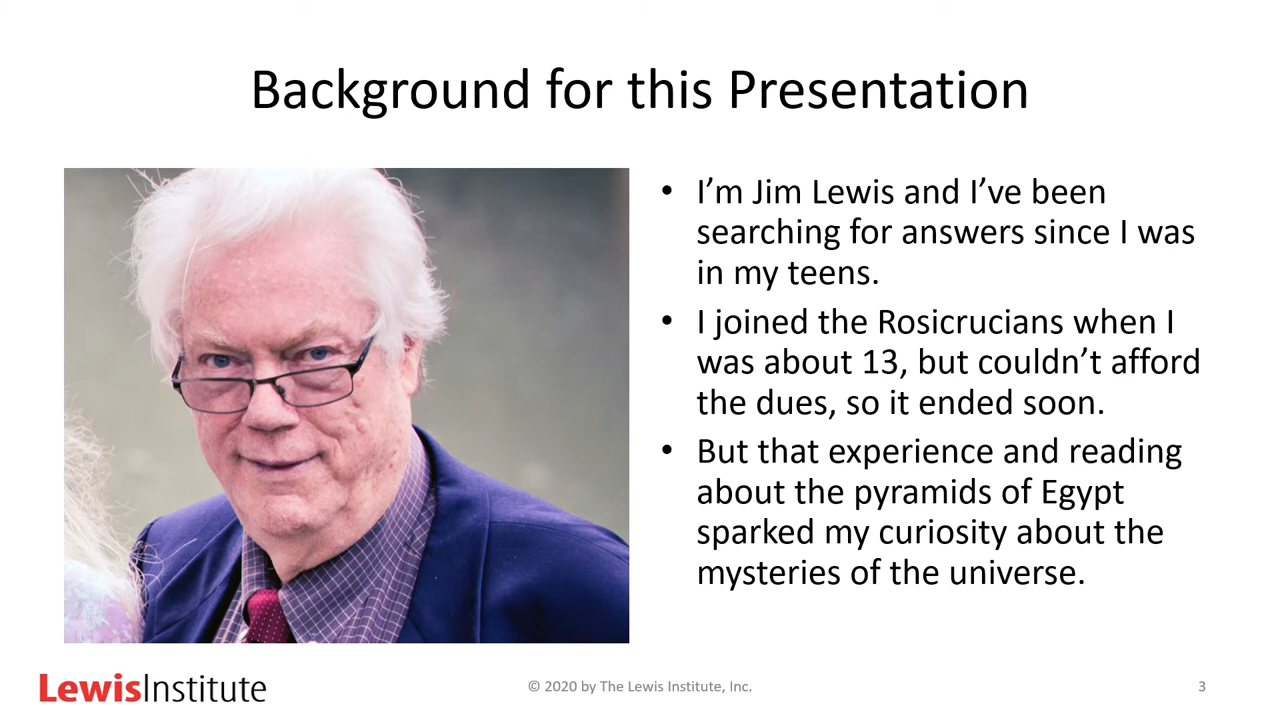 Background for this Presentation
• I’m Jim Lewis and I’ve been
searching for answers since I was
in my teens.
• I joined the Rosicrucians when I
was about 13, but couldn’t afford
the dues, so it ended soon.
• But that experience and reading
about the pyramids of Egypt
sparked my curiosity about the
mysteries of the universe.
LewisInstitute
© 2020 by The Lewis Institute, Inc.
3